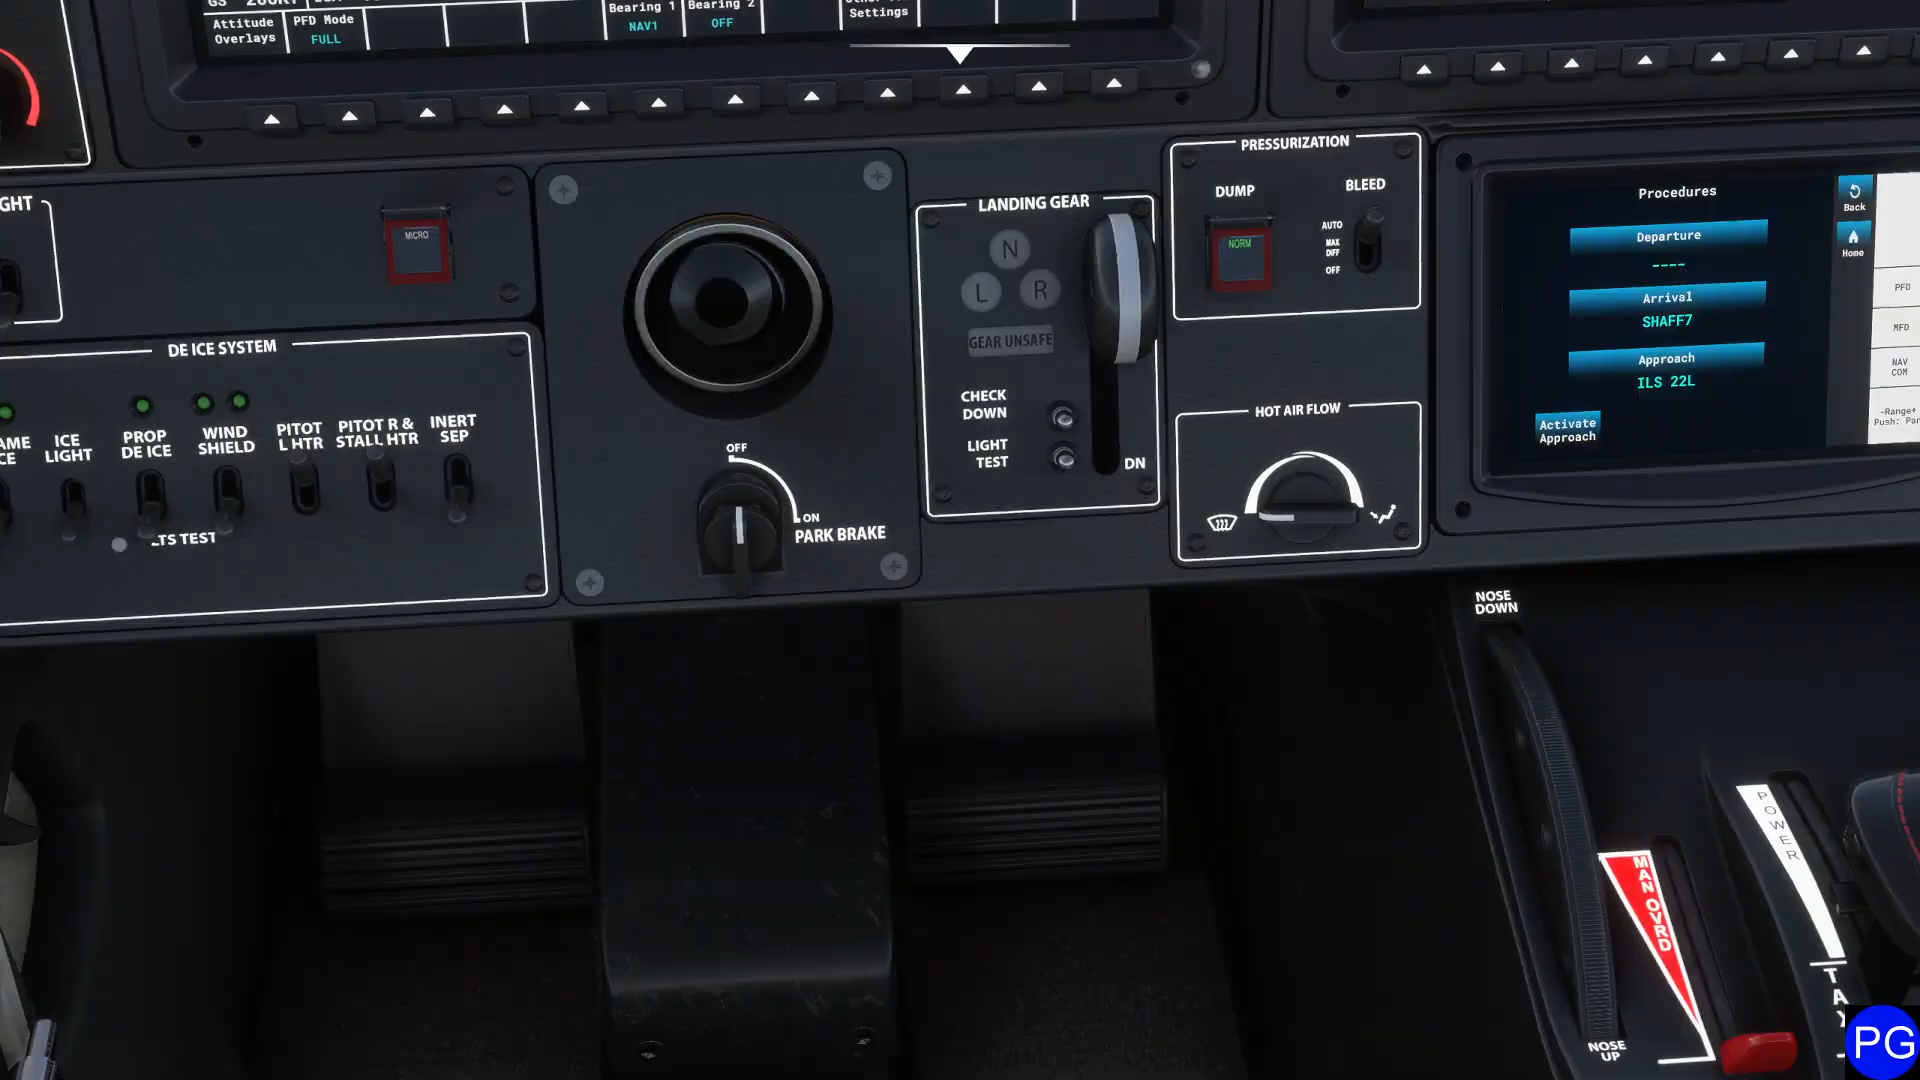 Attitude
Overlays
PFD Mode
FULL
Bearing 1
NAV1
Bearing 2
OFF
Settings
PRESSURIZATION
DUMP
BLEED
NORM
AUTO
MAX
DIFF
OFF
LANDING GEAR
N
L R
GEAR UNSAFE
CHECK
DOWN
LIGHT
TEST
DN
MICRO
DE ICE SYSTEM
ICE
LIGHT
PROP
DE ICE
WIND
SHIELD
PITOT
L HTR
PITOT R &
STALL HTR
INERT
SEP
LTS TEST
OFF
ON
PARK BRAKE
HOT AIR FLOW
Procedures
Departure
----
Arrival
SHAFF7
Approach
ILS 22L
Activate
Approach
Back
Home
PFD
MFD
NAV
COM
NOSE
DOWN
POWER
MAN OVRD
NOSE
UP
PG